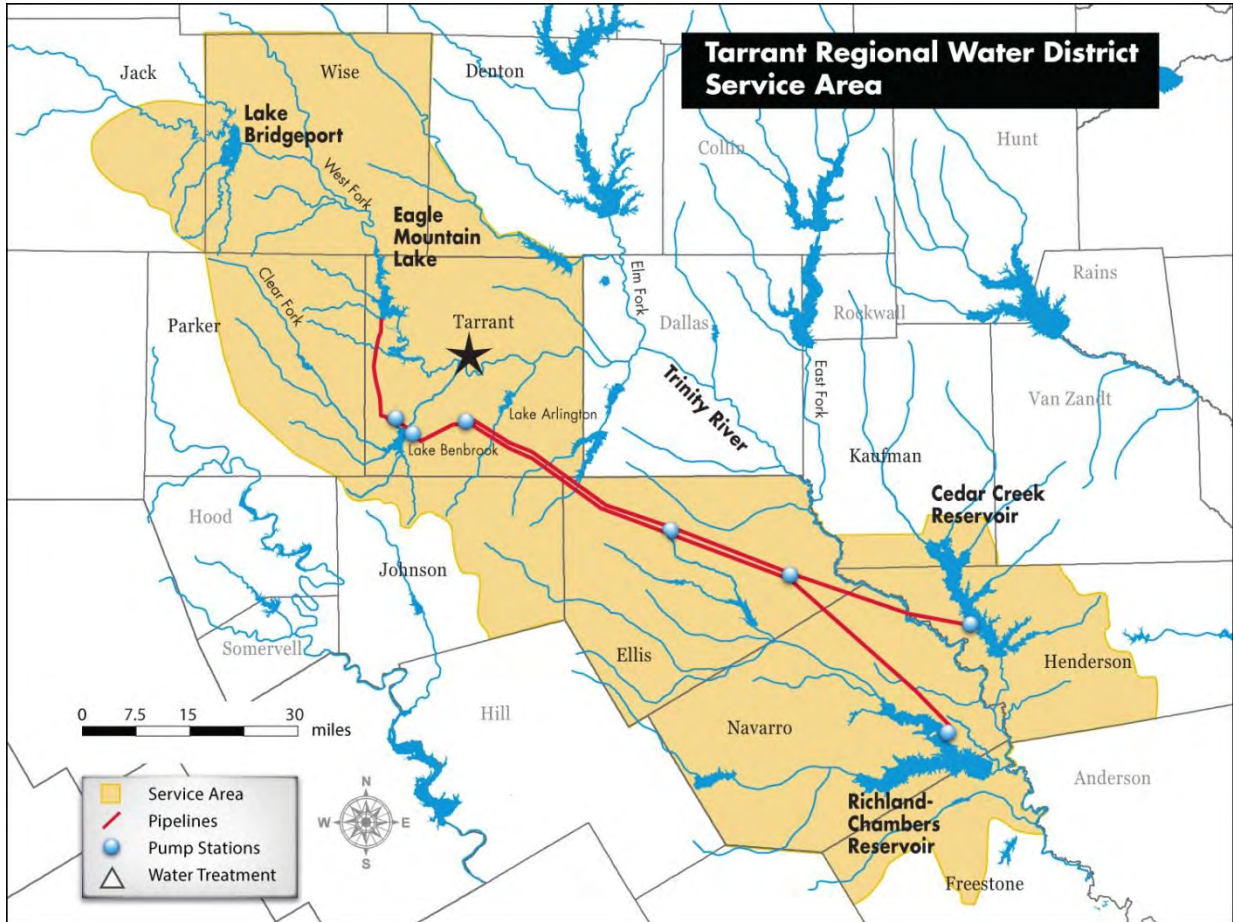 Tarrant Regional Water District
Service Area
Jack
Wise
Denton
Collin
Hunt
Lake
Bridgeport
West Fork
Eagle
Mountain
Lake
Clear Fork
Elm Fork
Rains
Parker
Tarrant
Dallas
Rockwall
East Fork
Trinity River
Van Zandt
Lake Arlington
Lake Benbrook
Kaufman
Cedar Creek
Reservoir
Hood
Johnson
Somervell
Ellis
Henderson
Hill
Navarro
Anderson
Richland-
Chambers
Reservoir
Freestone
0 7.5 15 30
miles
N
W E
S
Service Area
Pipelines
Pump Stations
Water Treatment